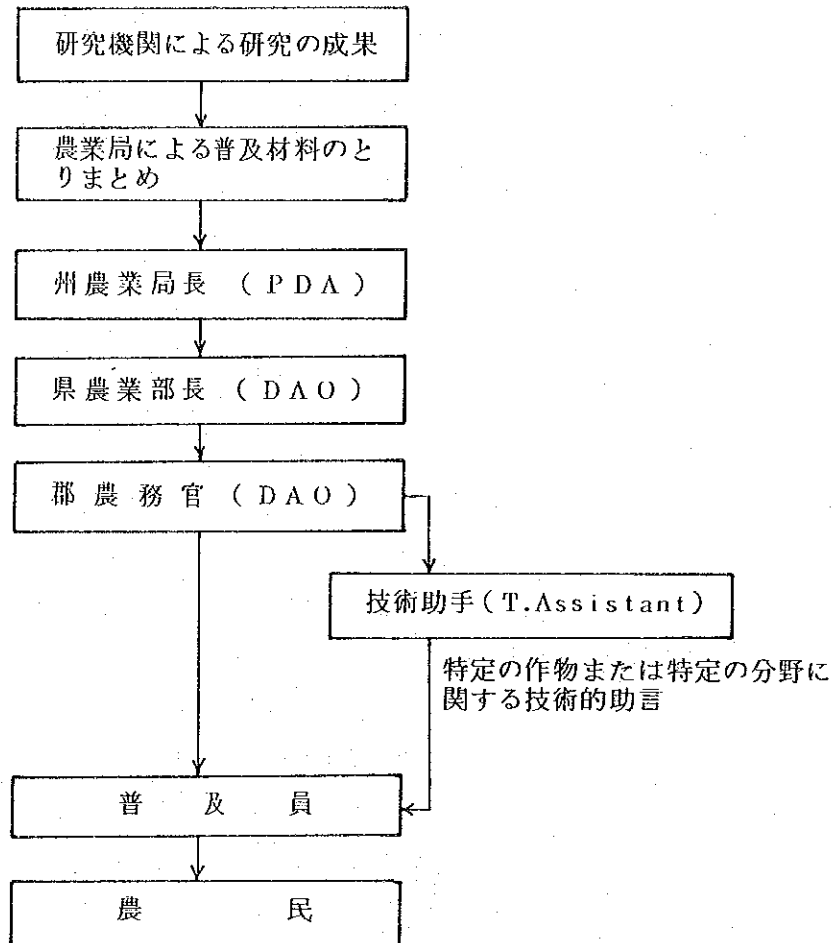 研究機関による研究の成果
農業局による普及材料のと
りまとめ
州農業局長（PDA）
県農業部長（DAO）
郡農務官（DAO）
技術助手（T.Assistant）
特定の作物または特定の分野に
関する技術的助言
普及員
農民